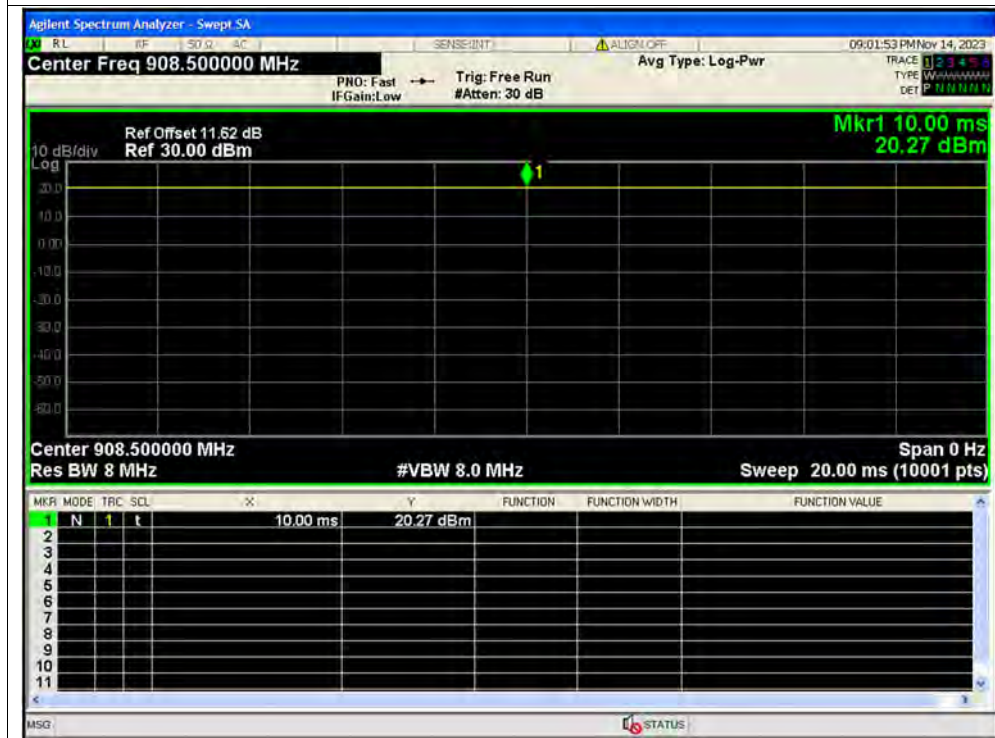 Agilent Spectrum Analyzer - Swept SA
RL RF 50 Ω AC SENSE:INT ALIGN OFF 09:01:53 PM Nov 14, 2023
Center Freq 908.500000 MHz Avg Type: Log-Pwr TRACE 1 2 3 4 5 6
PNO: Fast Trig: Free Run TYPE W
IFGain:Low #Atten: 30 dB DET P N N N N N
Mkr1 10.00 ms
20.27 dBm
Ref Offset 11.62 dB
10 dB/div Ref 30.00 dBm
Log
1
20.0
10.0
0.00
-10.0
-20.0
-30.0
-40.0
-50.0
-60.0
Center 908.500000 MHz Span 0 Hz
Res BW 8 MHz #VBW 8.0 MHz Sweep 20.00 ms (10001 pts)
MKR MODE TRC SCL X Y FUNCTION FUNCTION WIDTH FUNCTION VALUE
1 N 1 t 10.00 ms 20.27 dBm
2
3
4
5
6
7
8
9
10
11
MSG STATUS